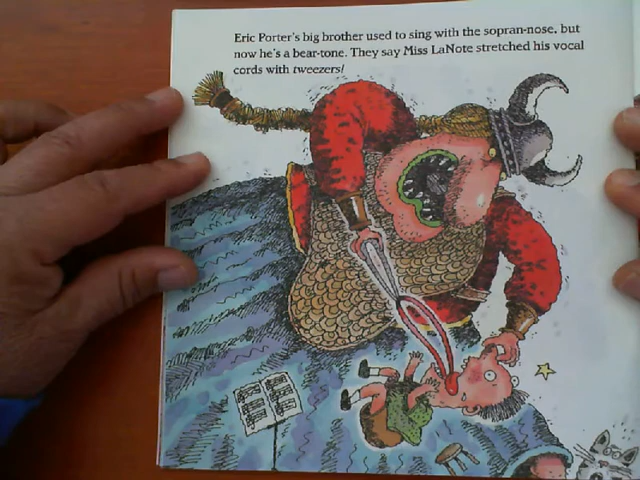 Eric Porter's big brother used to sing with the sopran-nose, but
now he's a bear-tone. They say Miss LaNote stretched his vocal
cords with tweezers!